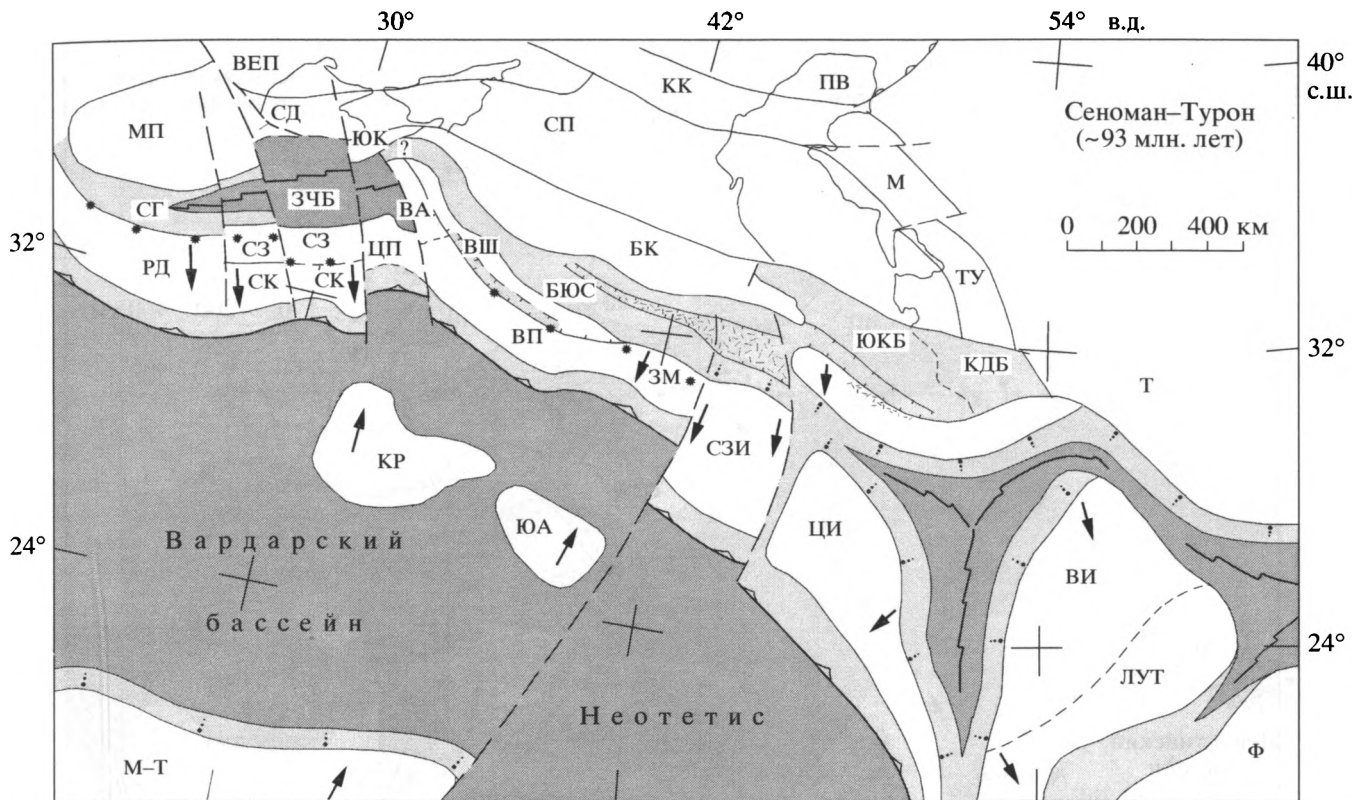 30° 42° 54° в.д.
40°
с.ш.
ВЕП
КК
ПВ
СД
МП
СП
Сеноман–Турон
(~93 млн. лет)
ЮК
?
М
ЗЧБ
СГ
ВА
0 200 400 км
32°
СЗ
СЗ
ЦП
ВШ
БК
РД
СК
СК
ТУ
БЮС
ВП
ЮКБ
32°
КДБ
ЗМ
Т
СЗИ
КР
ЮА
ЦИ
24°
Вардарский
ВИ
бассейн
24°
ЛУТ
Неотетис
М–Т
Ф